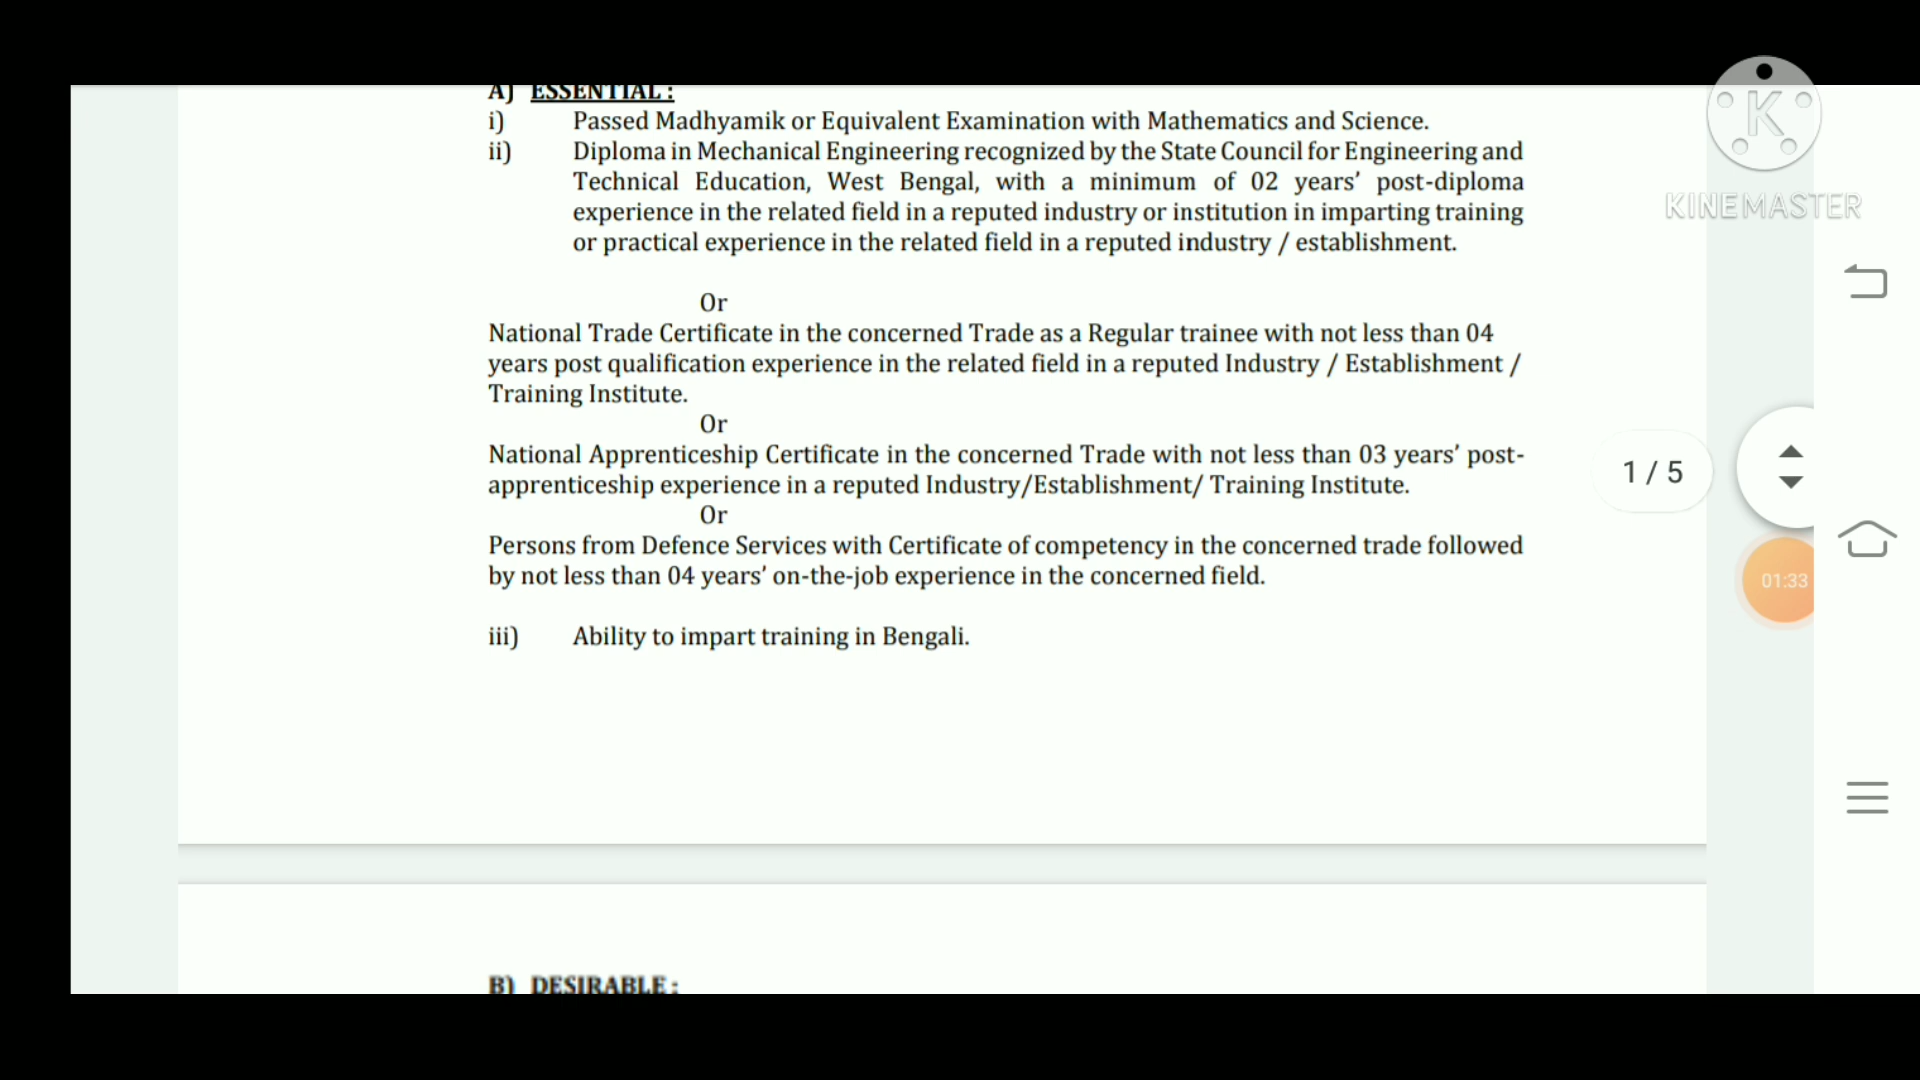 A) ESSENTIAL :
i) Passed Madhyamik or Equivalent Examination with Mathematics and Science.
ii) Diploma in Mechanical Engineering recognized by the State Council for Engineering and
Technical Education, West Bengal, with a minimum of 02 years’ post-diploma
experience in the related field in a reputed industry or institution in imparting training
or practical experience in the related field in a reputed industry / establishment.
Or
National Trade Certificate in the concerned Trade as a Regular trainee with not less than 04
years post qualification experience in the related field in a reputed Industry / Establishment /
Training Institute.
Or
National Apprenticeship Certificate in the concerned Trade with not less than 03 years’ post-
apprenticeship experience in a reputed Industry/Establishment/ Training Institute.
Or
Persons from Defence Services with Certificate of competency in the concerned trade followed
by not less than 04 years’ on-the-job experience in the concerned field.
iii) Ability to impart training in Bengali.
B) DESIRABLE :
K
KINEMASTER
1 / 5
01:33